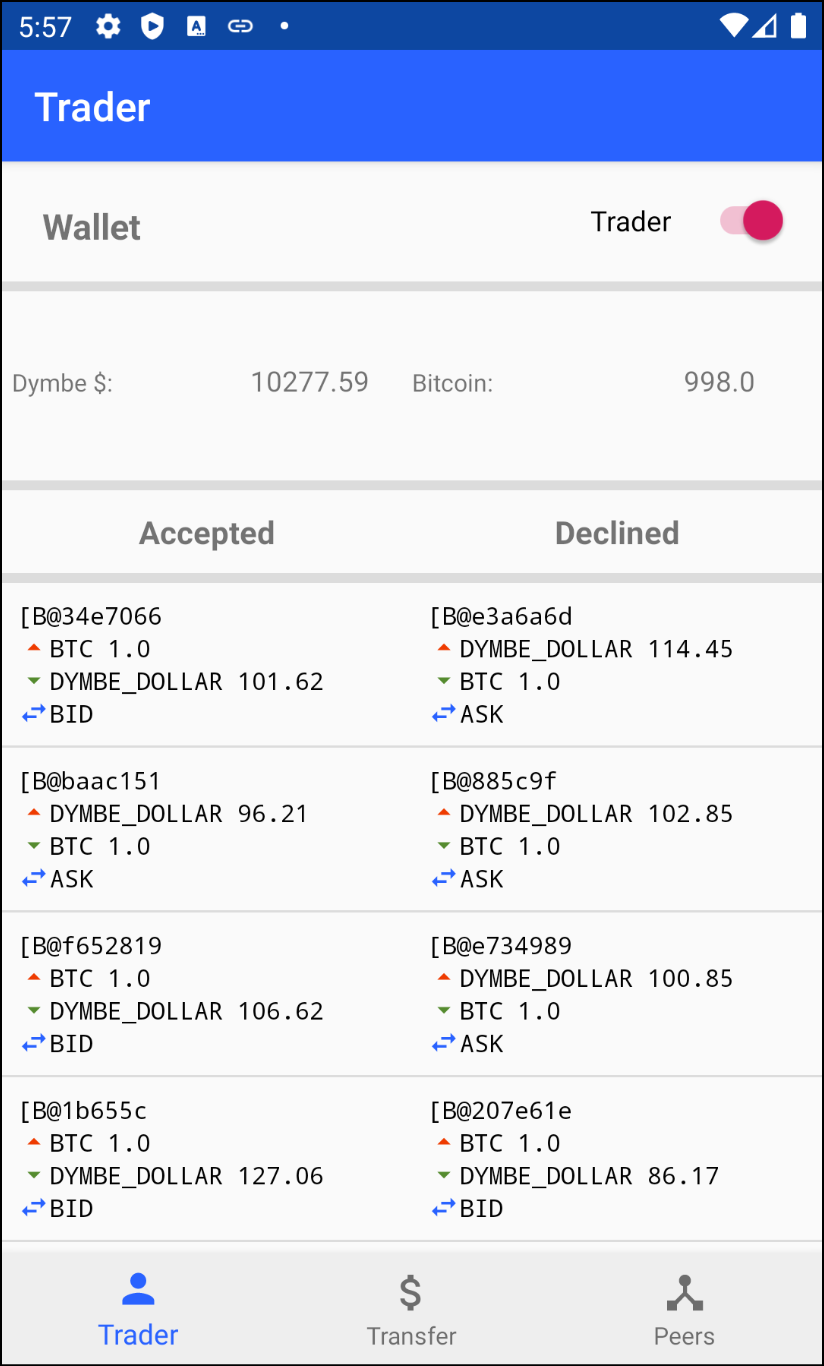 5:57
Trader
Wallet
Trader
Dymbe $: 10277.59 Bitcoin: 998.0
Accepted Declined
[B@34e7066
BTC 1.0
DYMBE_DOLLAR 101.62
BID
[B@e3a6a6d
DYMBE_DOLLAR 114.45
BTC 1.0
ASK
[B@baac151
DYMBE_DOLLAR 96.21
BTC 1.0
ASK
[B@885c9f
DYMBE_DOLLAR 102.85
BTC 1.0
ASK
[B@f652819
BTC 1.0
DYMBE_DOLLAR 106.62
BID
[B@e734989
DYMBE_DOLLAR 100.85
BTC 1.0
ASK
[B@1b655c
BTC 1.0
DYMBE_DOLLAR 127.06
BID
[B@207e61e
BTC 1.0
DYMBE_DOLLAR 86.17
BID
Trader Transfer Peers